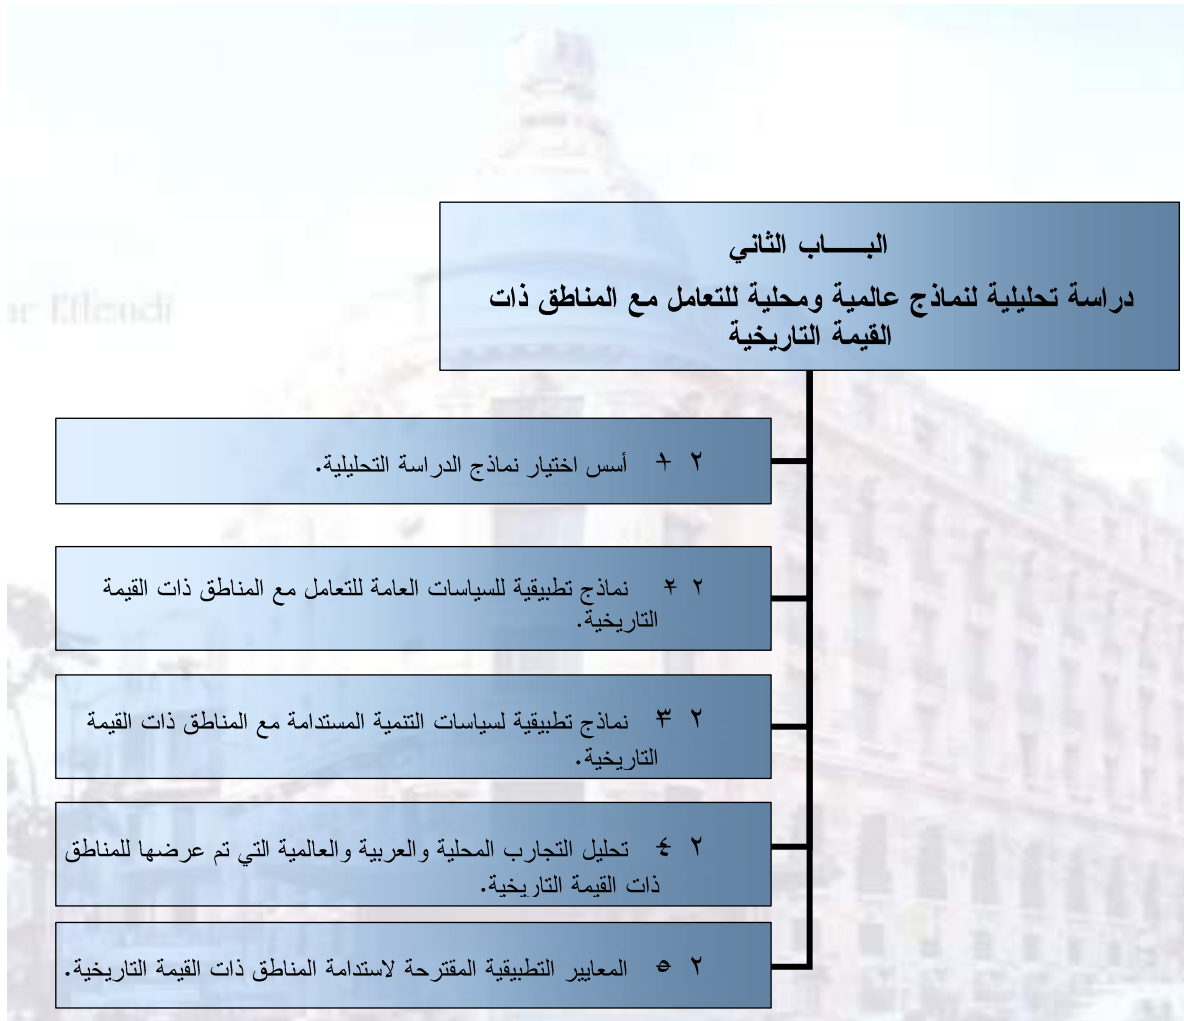 البـــــاب الثاني
دراسة تحليلية لنماذج عالمية ومحلية للتعامل مع المناطق ذات
القيمة التاريخية
٢-١ أسس اختيار نماذج الدراسة التحليلية.
٢-٢ نماذج تطبيقية للسياسات العامة للتعامل مع المناطق ذات القيمة
التاريخية.
٢-٣ نماذج تطبيقية لسياسات التنمية المستدامة مع المناطق ذات القيمة
التاريخية.
٢-٤ تحليل التجارب المحلية والعربية والعالمية التي تم عرضها للمناطق
ذات القيمة التاريخية.
٢-٥ المعايير التطبيقية المقترحة لاستدامة المناطق ذات القيمة التاريخية.
ar Effendi